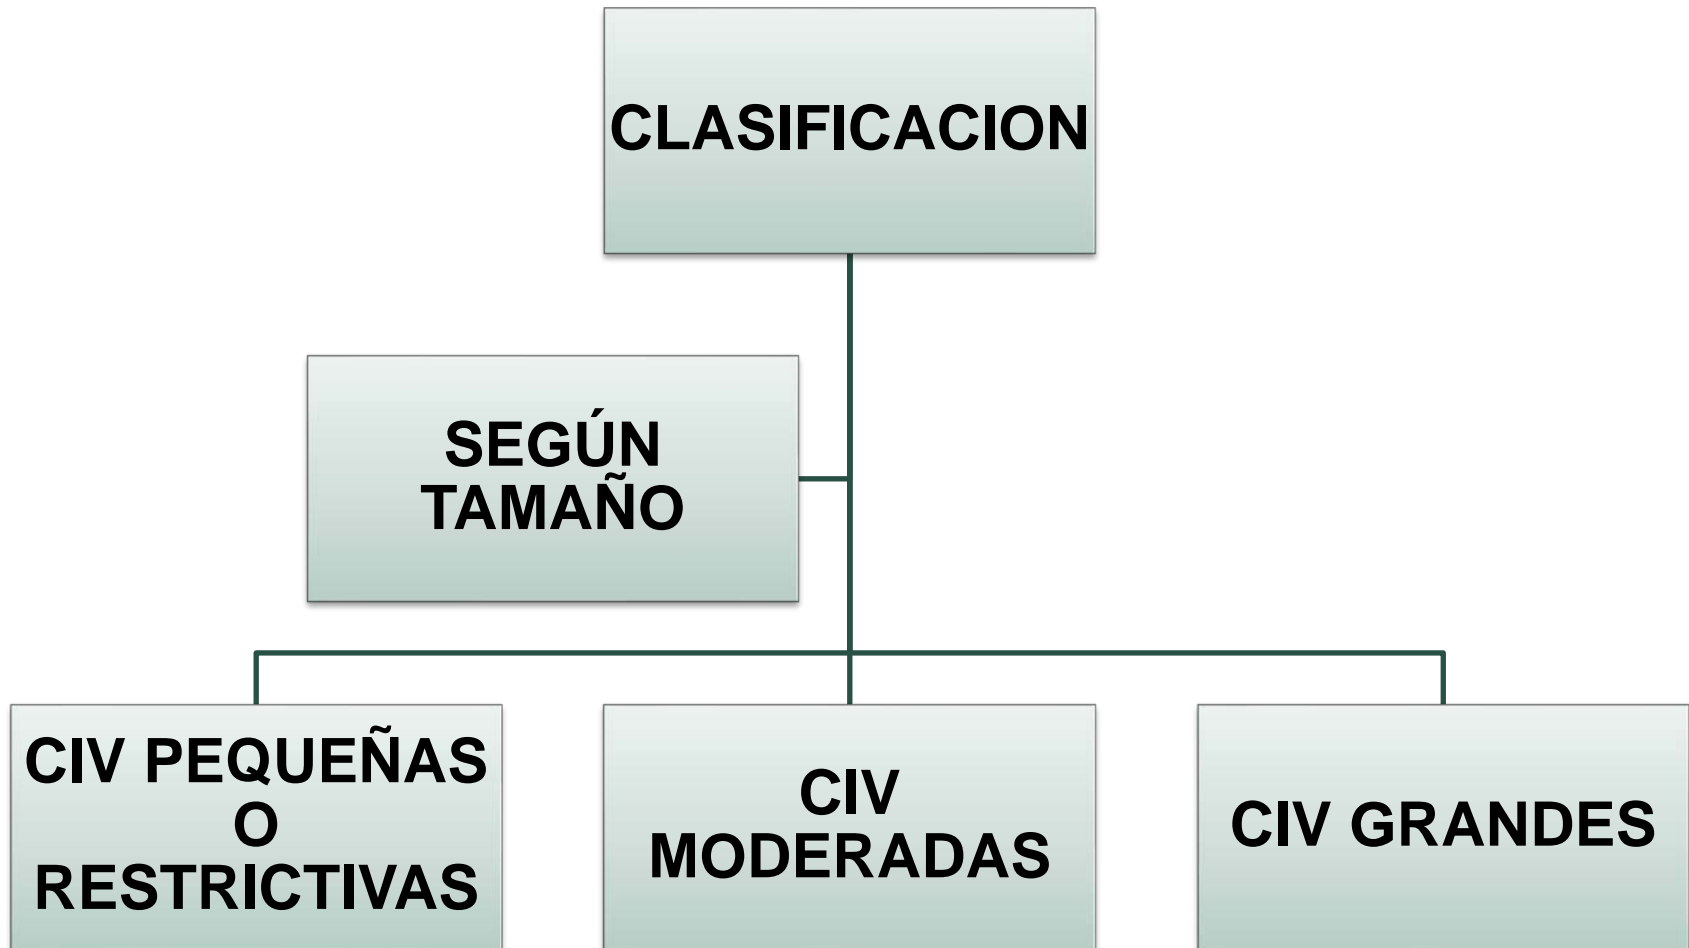 CLASIFICACION
SEGÚN
TAMAÑO
CIV PEQUEÑAS
O
RESTRICTIVAS
CIV
MODERADAS
CIV GRANDES